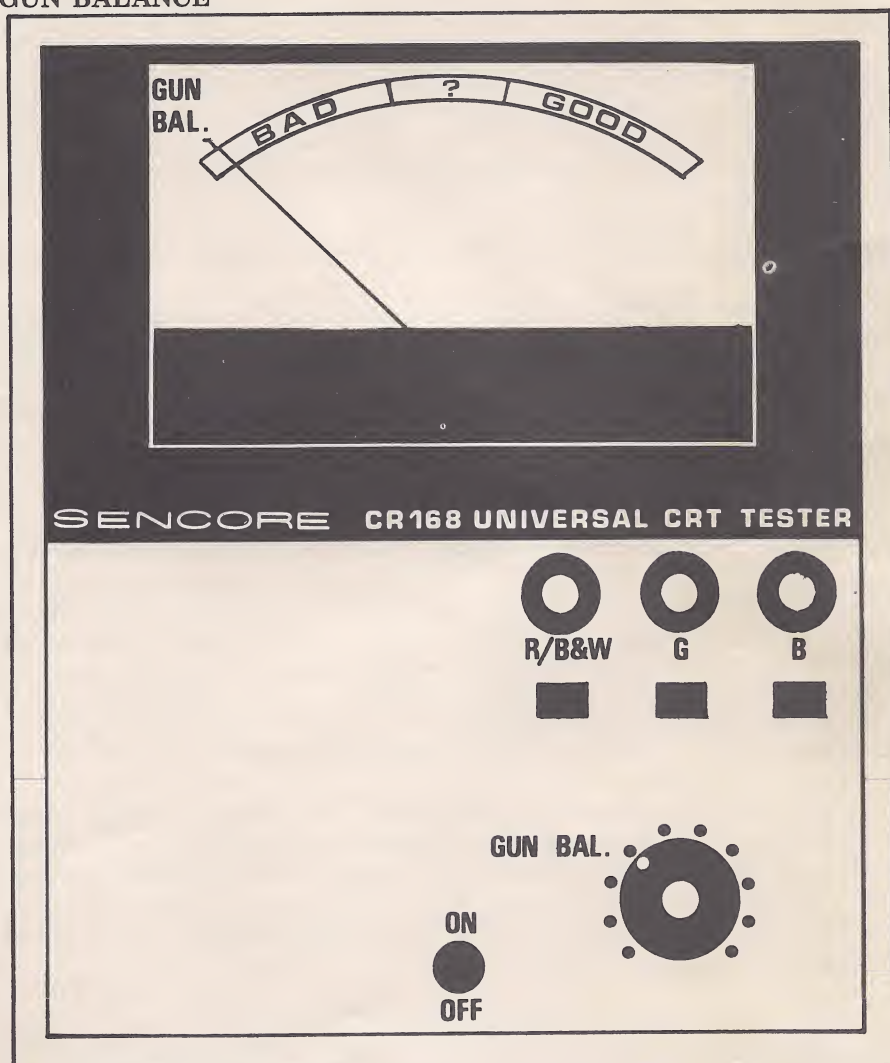 GUN BALANCE
GUN
BAL.
BAD ? GOOD
SENCORE CR168 UNIVERSAL CRT TESTER
R/B&W G B
GUN BAL.
ON
OFF